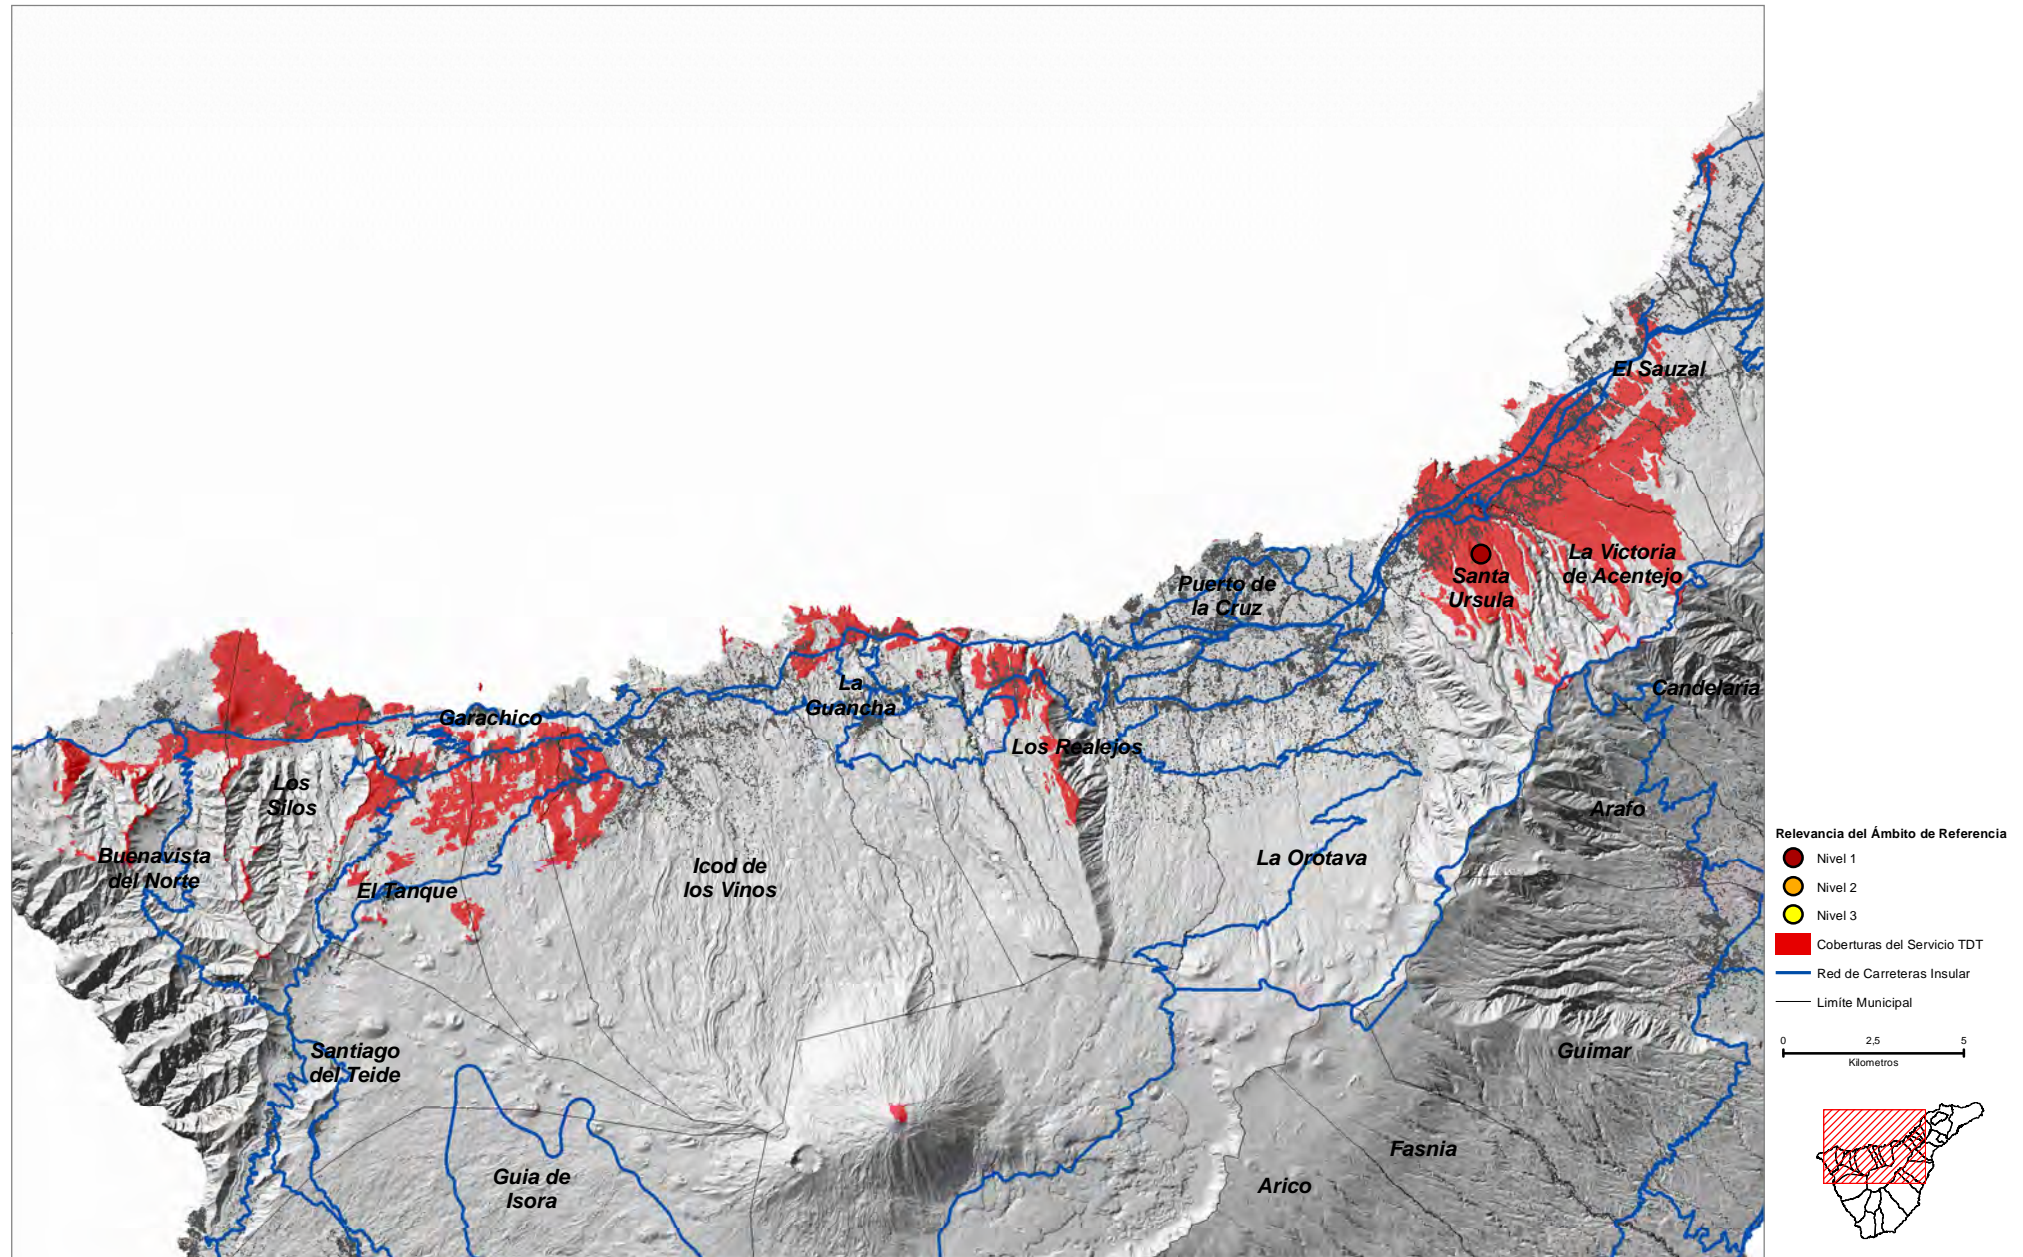 El Sauzal
La Victoria
de Acentejo
Santa
Ursula
Puerto de
la Cruz
Candelaria
La
Guancha
Garachico
Los Realejos
Los
Silos
Arafo
Buenavista
del Norte
El Tanque
Icod de
los Vinos
La Orotava
Santiago
del Teide
Guimar
Fasnia
Guia de
Isora
Arico
Relevancia del Ámbito de Referencia
Nivel 1
Nivel 2
Nivel 3
Coberturas del Servicio TDT
Red de Carreteras Insular
Limíte Municipal
0 2,5 5
Kilometros